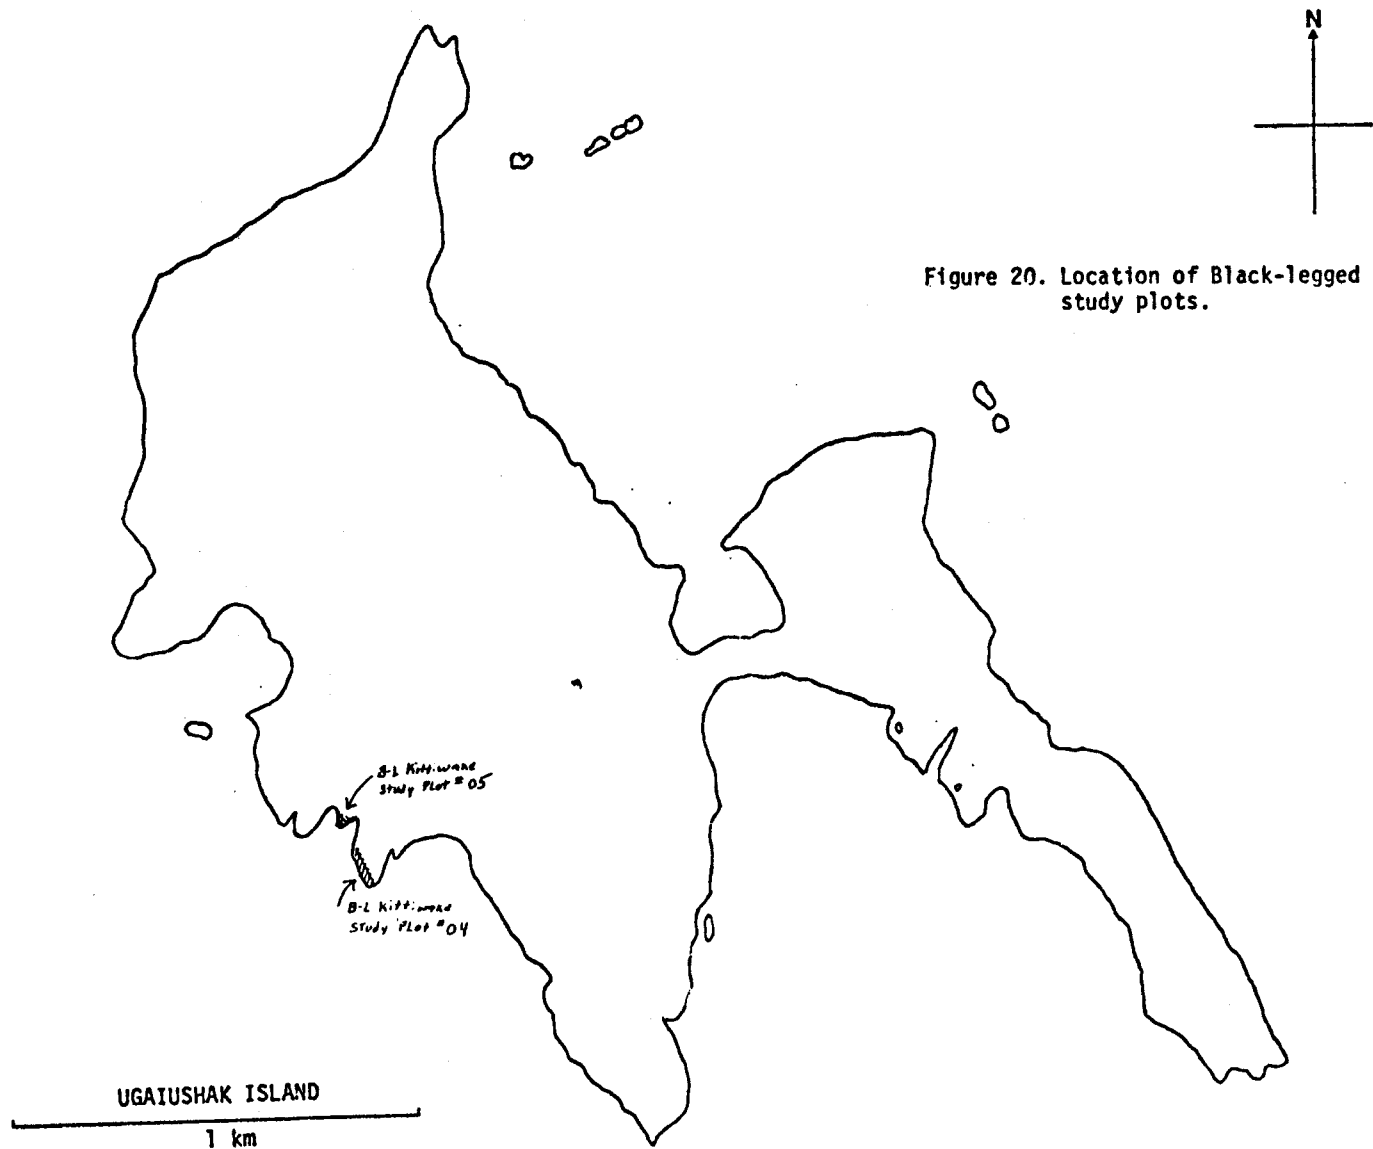 N
Figure 20. Location of Black-legged
study plots.
B-L Kittiwake
Study Plot #05
B-L Kittiwake
Study Plot #04
UGAIUSHAK ISLAND
1 km